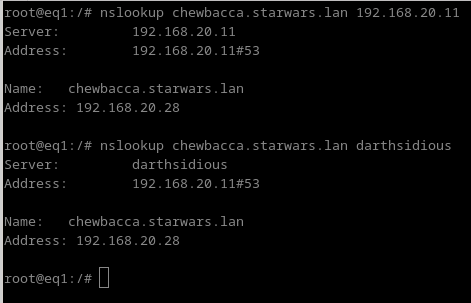 root@eq1:/# nslookup chewbacca.starwars.lan 192.168.20.11
Server:         192.168.20.11
Address:        192.168.20.11#53

Name:   chewbacca.starwars.lan
Address: 192.168.20.28

root@eq1:/# nslookup chewbacca.starwars.lan darthsidious
Server:         darthsidious
Address:        192.168.20.11#53

Name:   chewbacca.starwars.lan
Address: 192.168.20.28

root@eq1:/#